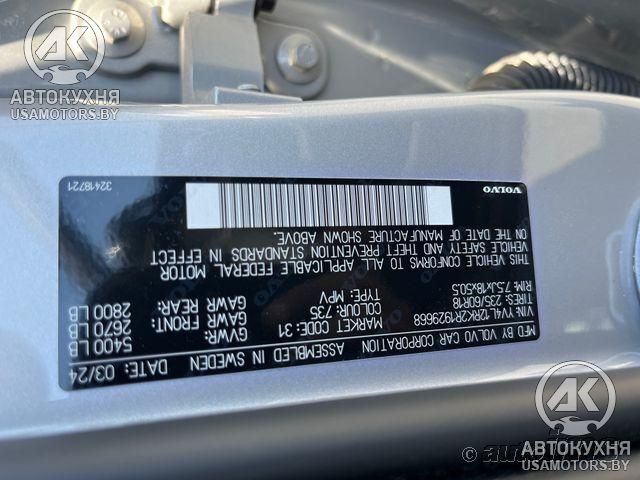 АВТОКУХНЯ
USAMOTORS.BY
MFD BY VOLVO CAR CORPORATION
ASSEMBLED IN SWEDEN DATE: 03/24
GVWR: 5400 LB
GAWR FRONT: 2670 LB
GAWR REAR: 2800 LB
VIN: YV4L12RK2R1929668
MARKET CODE: 31
TIRES: 235/60R18
COLOUR: 735
RIM: 7.5JX18X50.5
TYPE: MPV
THIS VEHICLE CONFORMS TO ALL APPLICABLE FEDERAL MOTOR
VEHICLE SAFETY AND THEFT PREVENTION STANDARDS IN EFFECT
ON THE DATE OF MANUFACTURE SHOWN ABOVE.
VOLVO
32418721
АВТОКУХНЯ
USAMOTORS.BY